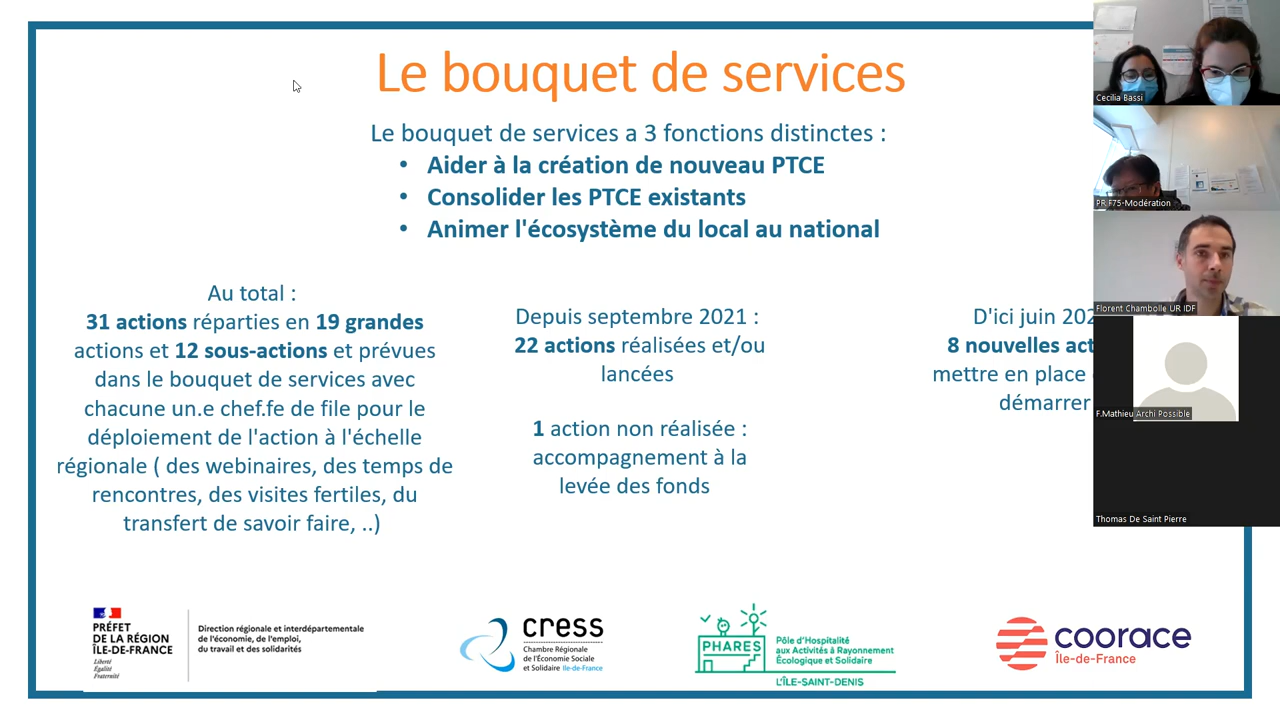 Le bouquet de services
Le bouquet de services a 3 fonctions distinctes :
• Aider à la création de nouveau PTCE
• Consolider les PTCE existants
• Animer l'écosystème du local au national
Au total :
31 actions réparties en 19 grandes
actions et 12 sous-actions et prévues
dans le bouquet de services avec
chacune un.e chef.fe de file pour le
déploiement de l'action à l'échelle
régionale ( des webinaires, des temps de
rencontres, des visites fertiles, du
transfert de savoir faire, ..)
Depuis septembre 2021 :
22 actions réalisées et/ou
lancées
1 action non réalisée :
accompagnement à la
levée des fonds
D'ici juin
8 nouvelles
mettre en place
démarrer
Cecilia Bassi
PR F75-Modération
Florent Chambolle UR IDF
F.Mathieu Archi Possible
Thomas De Saint Pierre
PRÉFET
DE LA RÉGION
ÎLE-DE-FRANCE
Liberté
Égalité
Fraternité
Direction régionale et interdépartementale
de l'économie, de l'emploi,
du travail et des solidarités
cress
Chambre Régionale
de l'Économie Sociale
et Solidaire Ile-de-France
PHARES
Pôle d'Hospitalité
aux Activités à Rayonnement
Écologique et Solidaire
L'ÎLE-SAINT-DENIS
coorace
Île-de-France